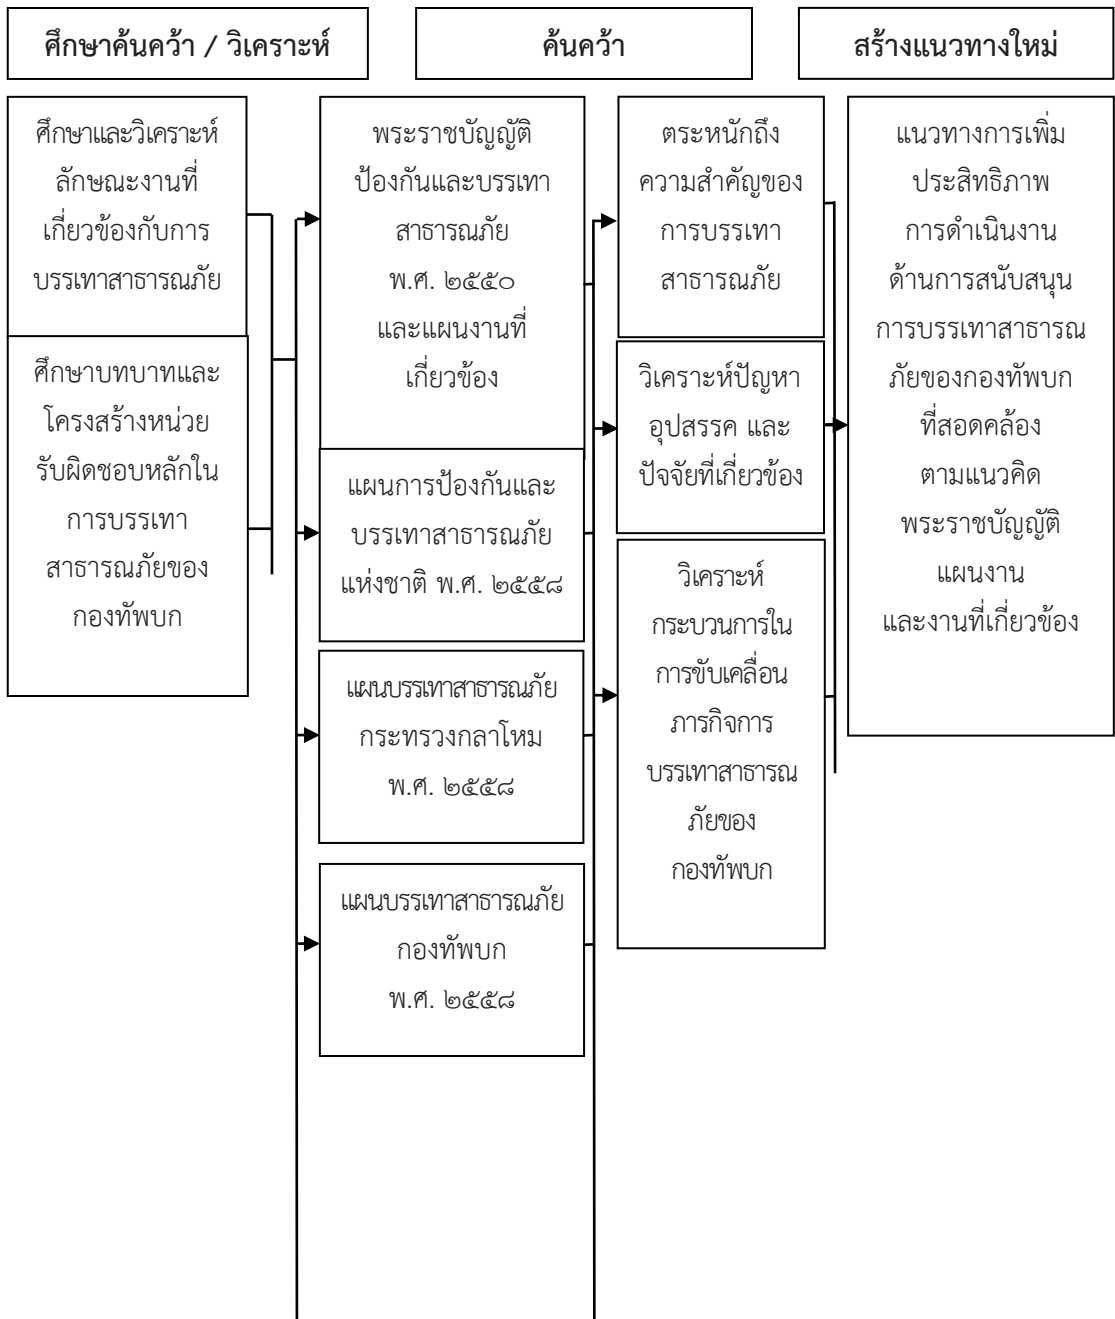 ศึกษาค้นคว้า / วิเคราะห์
ค้นคว้า
สร้างแนวทางใหม่
ศึกษาและวิเคราะห์
ลักษณะงานที่
เกี่ยวข้องกับการ
บรรเทาสาธารณภัย
ศึกษาบทบาทและ
โครงสร้างหน่วย
รับผิดชอบหลักใน
การบรรเทา
สาธารณภัยของ
กองทัพบก
พระราชบัญญัติ
ป้องกันและบรรเทา
สาธารณภัย
พ.ศ. ๒๕๕๐
และแผนงานที่
เกี่ยวข้อง
แผนการป้องกันและ
บรรเทาสาธารณภัย
แห่งชาติ พ.ศ. ๒๕๕๘
แผนบรรเทาสาธารณภัย
กระทรวงกลาโหม
พ.ศ. ๒๕๕๘
แผนบรรเทาสาธารณภัย
กองทัพบก
พ.ศ. ๒๕๕๘
ตระหนักถึง
ความสำคัญของ
การบรรเทา
สาธารณภัย
วิเคราะห์ปัญหา
อุปสรรค และ
ปัจจัยที่เกี่ยวข้อง
วิเคราะห์
กระบวนการใน
การขับเคลื่อน
ภารกิจการ
บรรเทาสาธารณ
ภัยของ
กองทัพบก
แนวทางการเพิ่ม
ประสิทธิภาพ
การดำเนินงาน
ด้านการสนับสนุน
การบรรเทาสาธารณ
ภัยของกองทัพบก
ที่สอดคล้อง
ตามแนวคิด
พระราชบัญญัติ
แผนงาน
และงานที่เกี่ยวข้อง